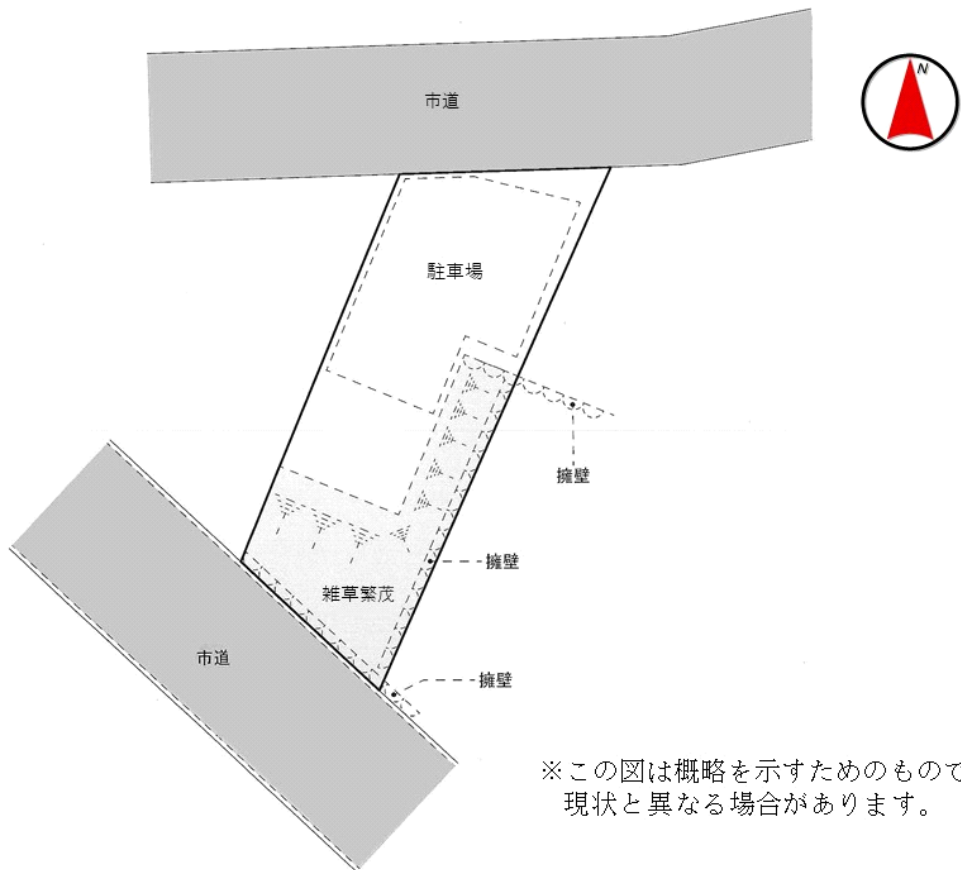 市道
N
駐車場
擁壁
擁壁
雑草繁茂
市道
擁壁
※この図は概略を示すためのもので
現状と異なる場合があります。